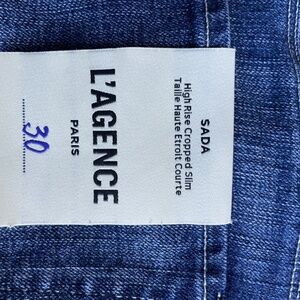 SADA
High Rise Cropped Slim
Taille Haute Etroit Courte
L'AGENCE
PARIS
30